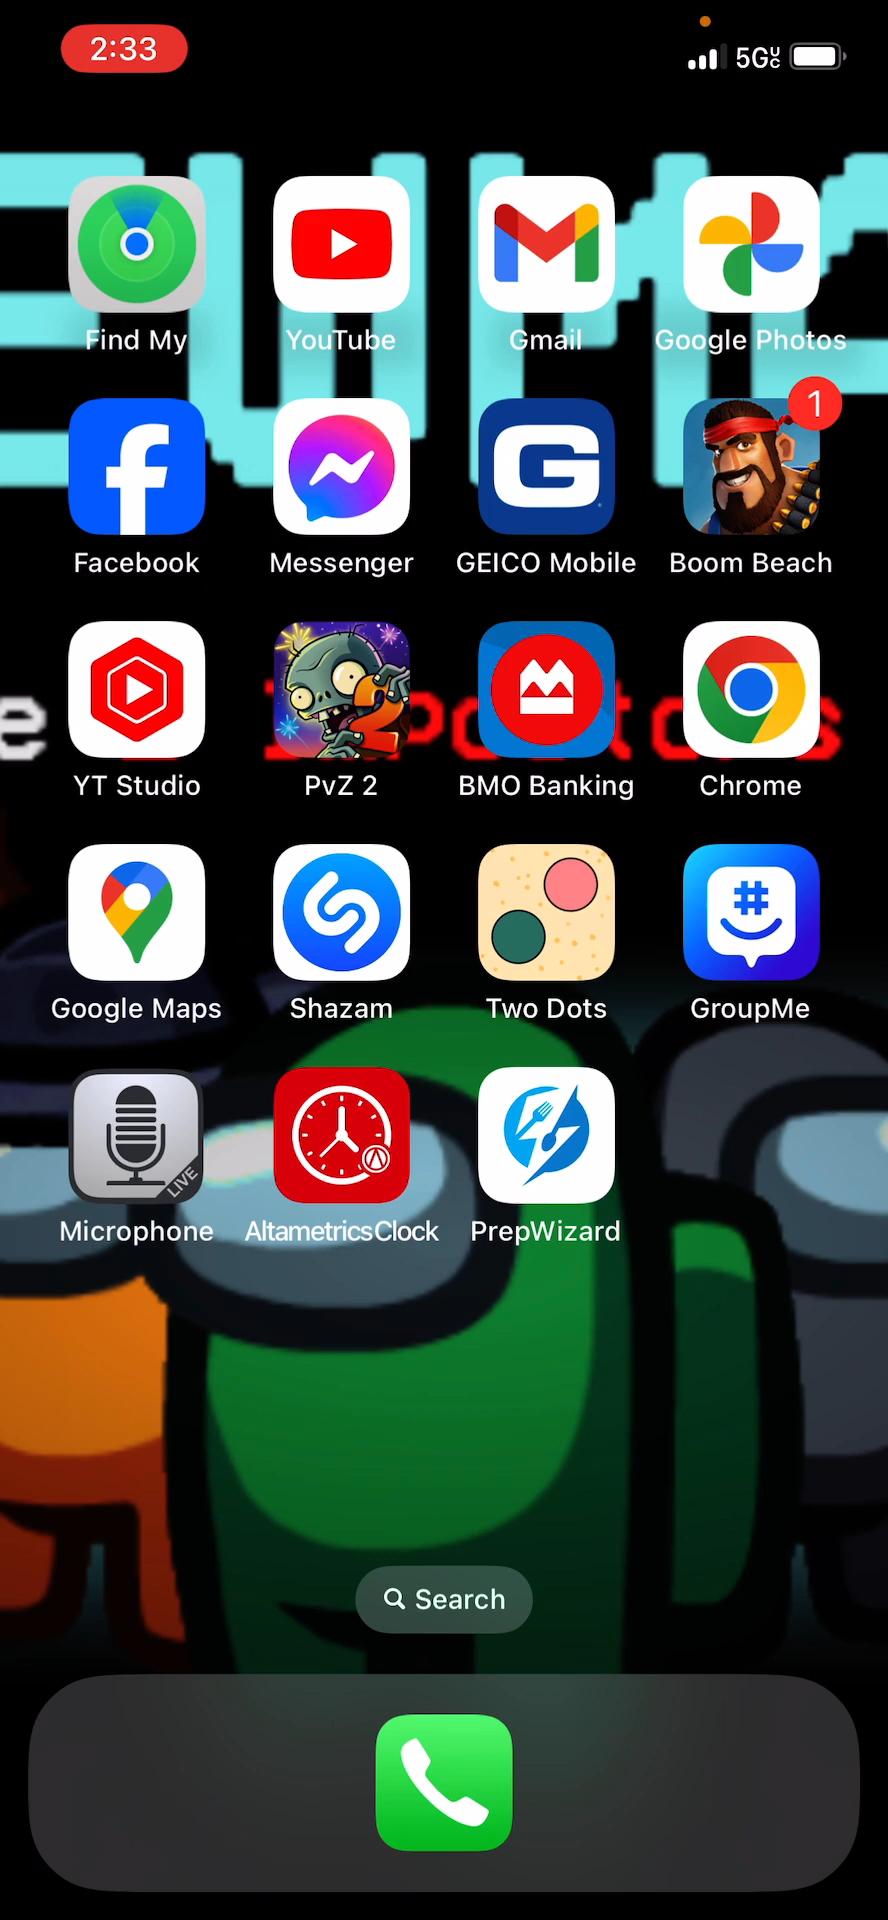 2:33
5GUC
Find My
YouTube
Gmail
Google Photos
1
Facebook
Messenger
GEICO Mobile
Boom Beach
YT Studio
PvZ 2
BMO Banking
Chrome
Google Maps
Shazam
Two Dots
GroupMe
LIVE
Microphone
AltametricsClock
PrepWizard
Search